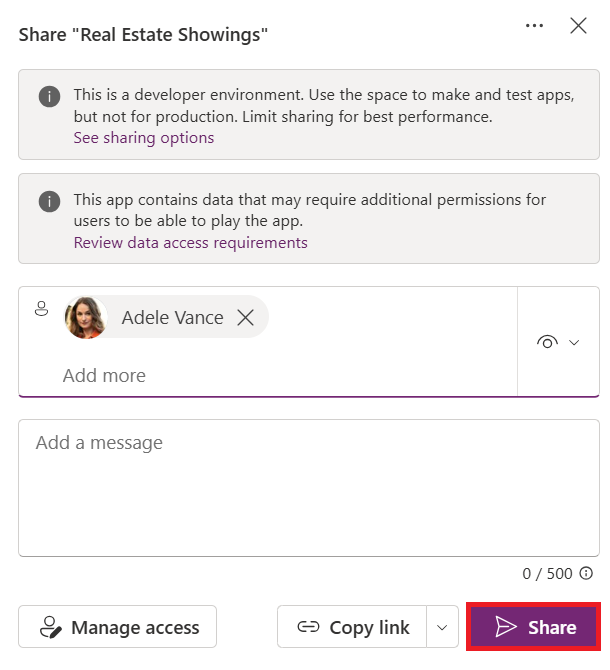 Share "Real Estate Showings"
This is a developer environment. Use the space to make and test apps,
but not for production. Limit sharing for best performance.
See sharing options
This app contains data that may require additional permissions for
users to be able to play the app.
Review data access requirements
Adele Vance
Add more
Add a message
0 / 500
Manage access
Copy link
Share